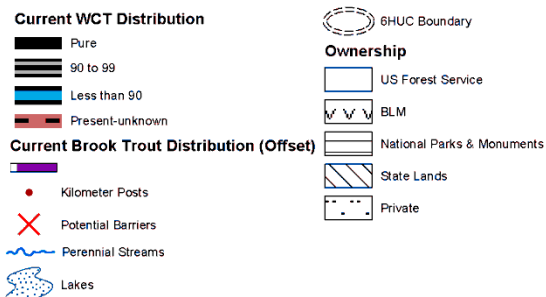 Current WCT Distribution
Pure
90 to 99
Less than 90
Present-unknown
Current Brook Trout Distribution (Offset)
Kilometer Posts
Potential Barriers
Perennial Streams
Lakes
6HUC Boundary
Ownership
US Forest Service
BLM
National Parks & Monuments
State Lands
Private